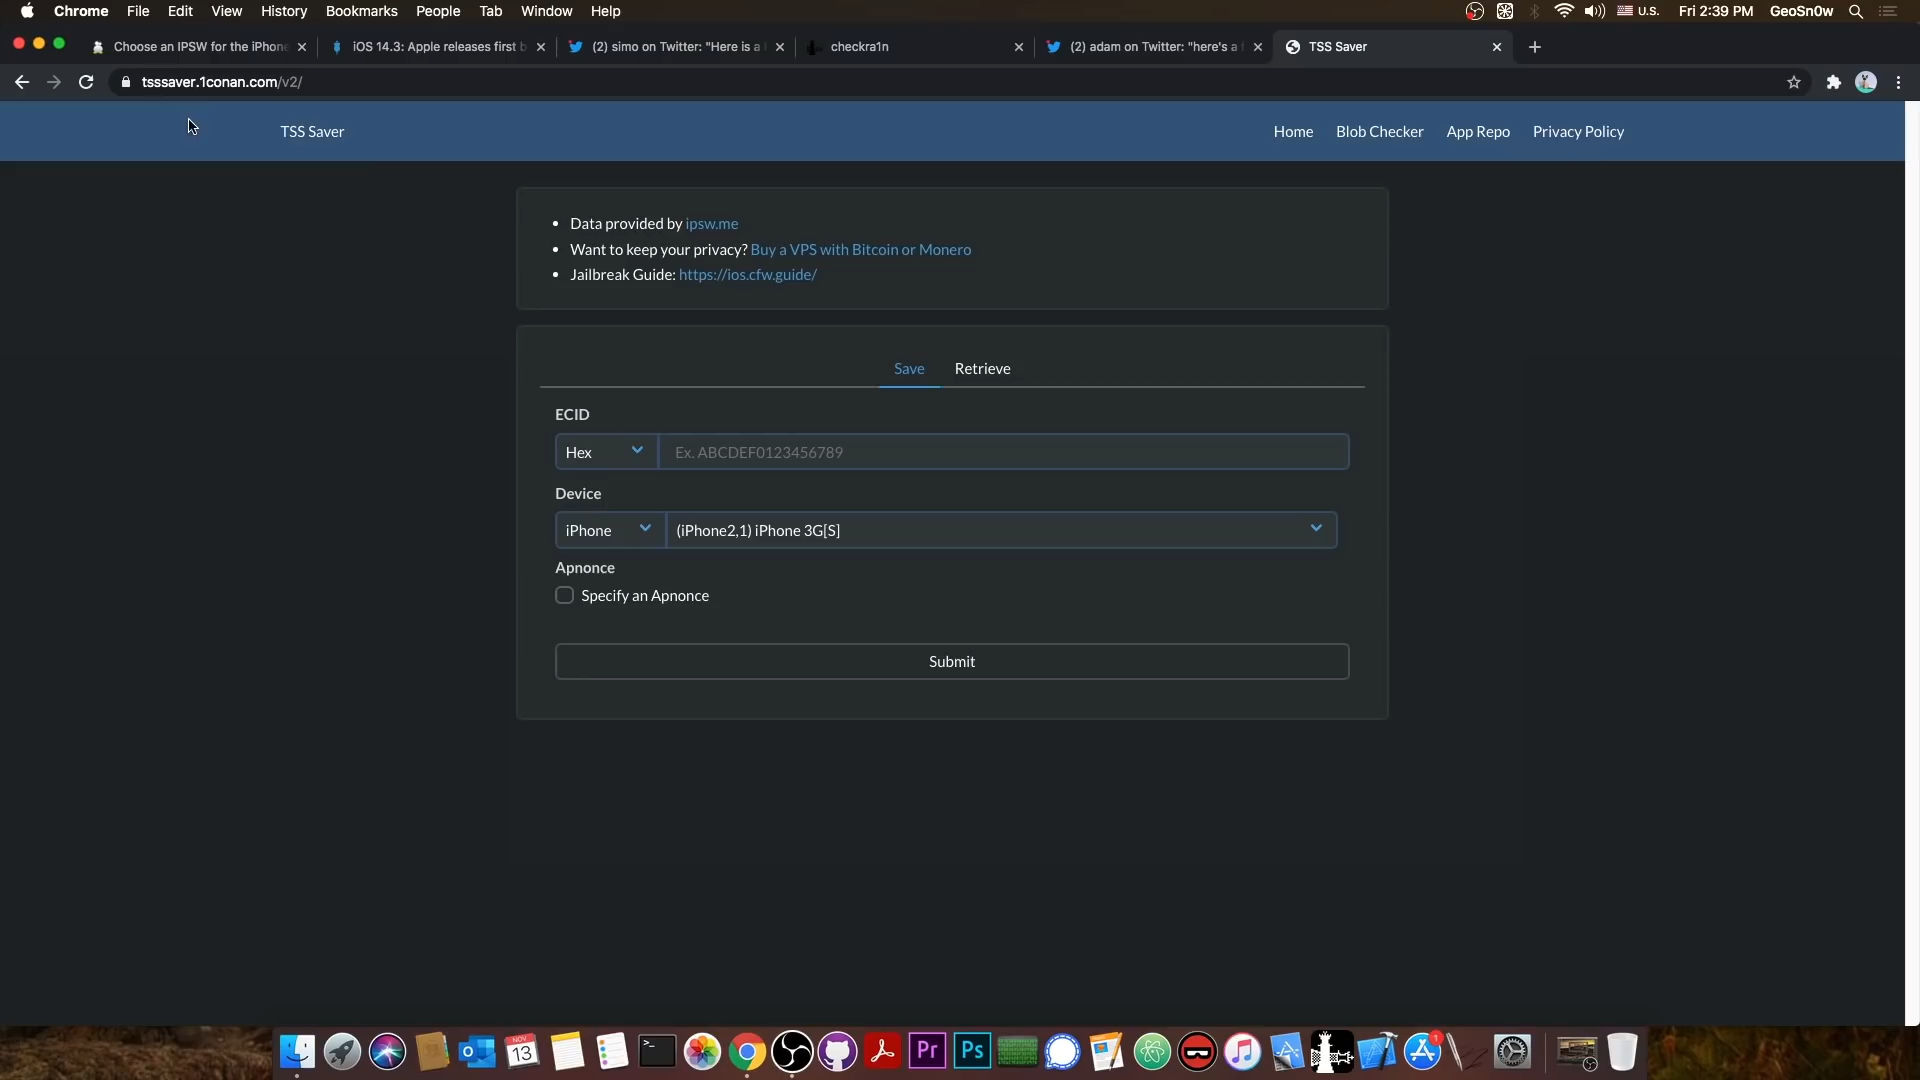 Chrome File Edit View History Bookmarks People Tab Window Help U.S. Fri 2:39 PM GeoSn0w
Choose an IPSW for the iPhone iOS 14.3: Apple releases first b (2) simo on Twitter: "Here is a checkra1n (2) adam on Twitter: "here's a TSS Saver
tsssaver.1conan.com/v2/
TSS Saver Home Blob Checker App Repo Privacy Policy
Data provided by ipsw.me
Want to keep your privacy? Buy a VPS with Bitcoin or Monero
Jailbreak Guide: https://ios.cfw.guide/
Save Retrieve
ECID
Hex Ex. ABCDEF0123456789
Device
iPhone (iPhone2,1) iPhone 3G[S]
Apnonce
Specify an Apnonce
Submit
NOV
13
Pr Ps
1